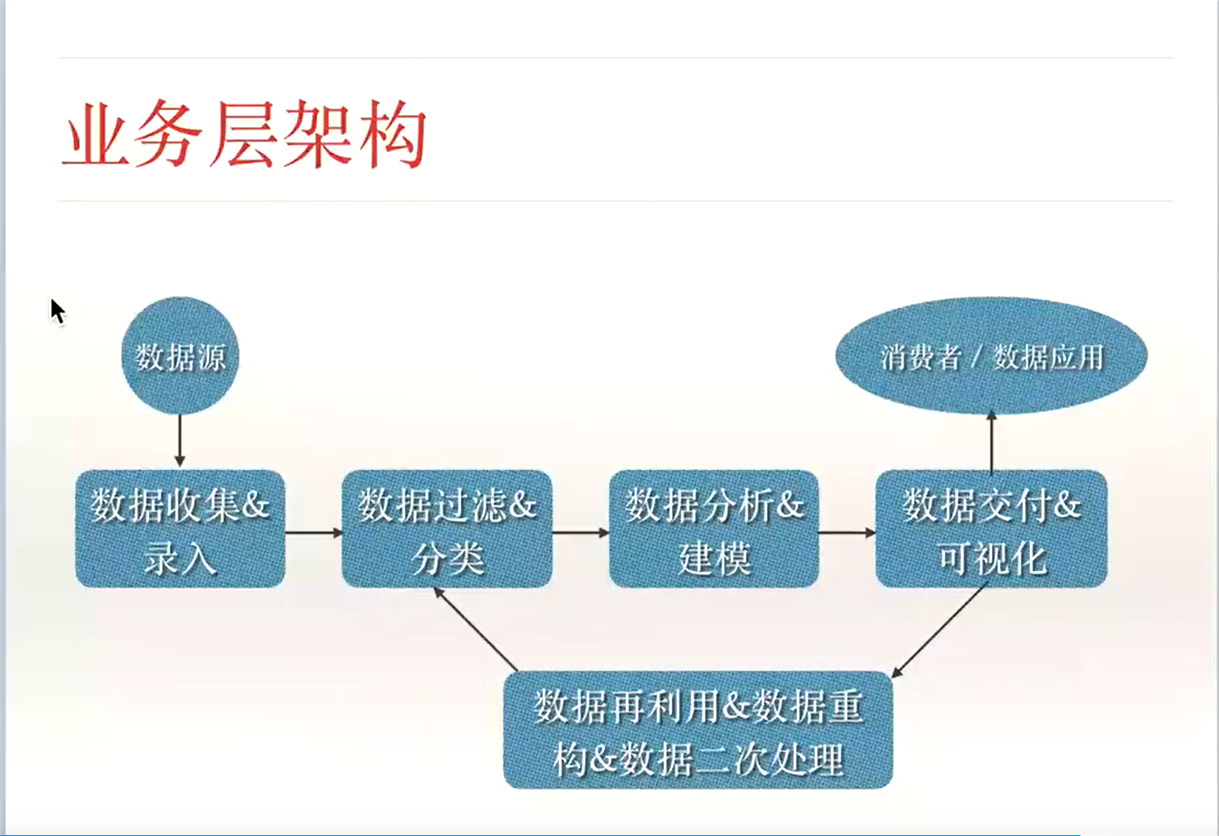 业务层架构
数据源
消费者 / 数据应用
数据收集&
录入
数据过滤&
分类
数据分析&
建模
数据交付&
可视化
数据再利用&数据重
构&数据二次处理